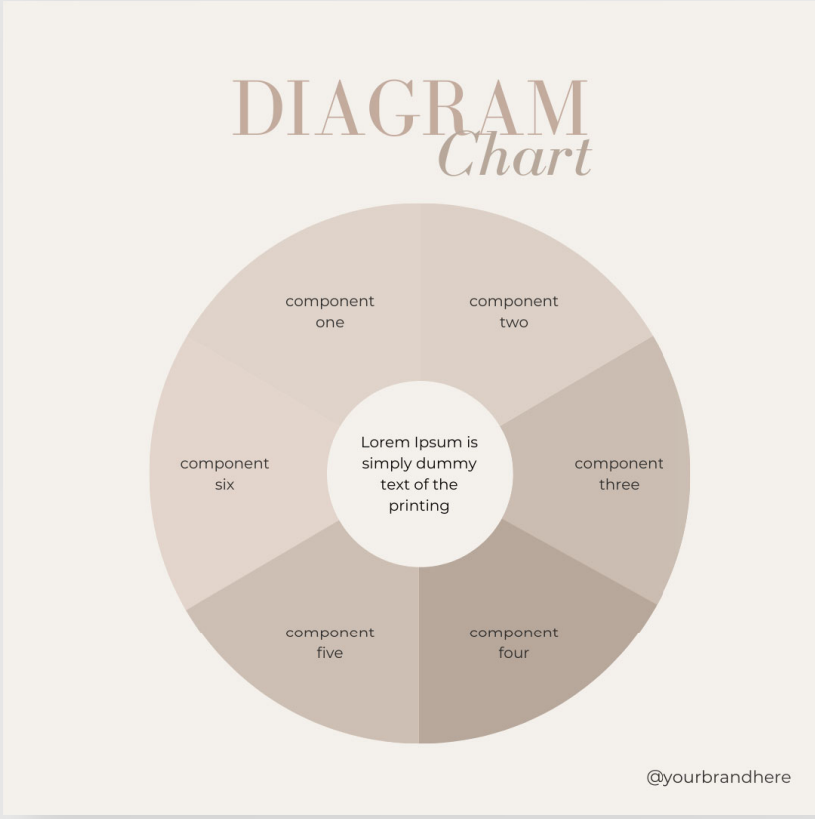 DIAGRAM
Chart
component
one
component
two
component
six
Lorem Ipsum is
simply dummy
text of the
printing
component
three
component
five
component
four
@yourbrandhere